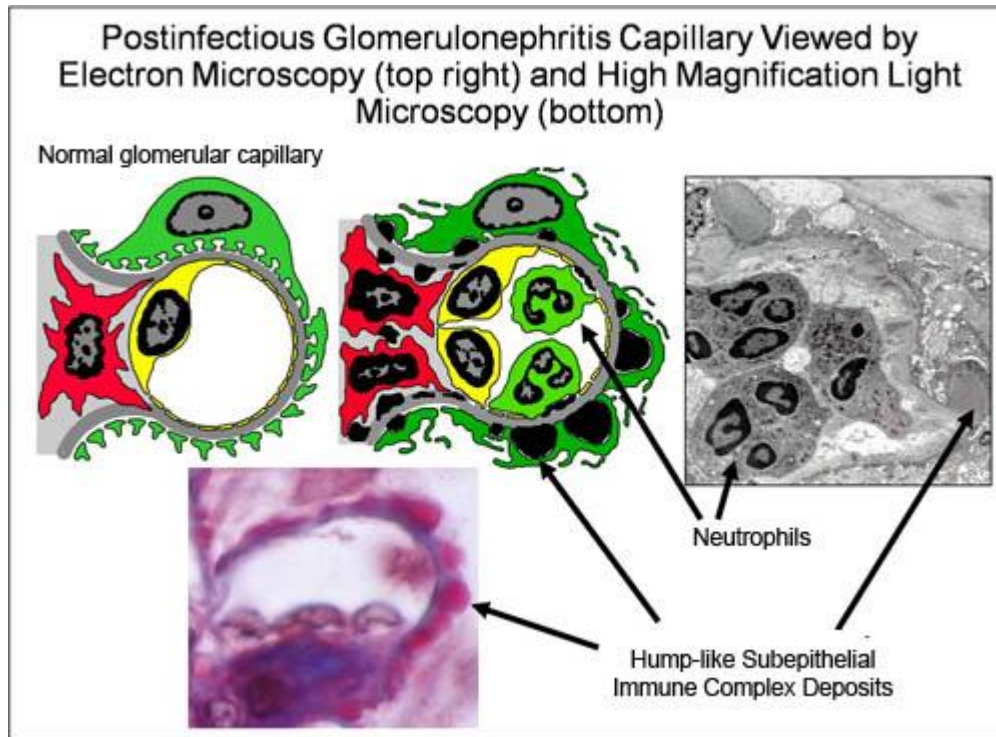 Postinfectious Glomerulonephritis Capillary Viewed by
Electron Microscopy (top right) and High Magnification Light
Microscopy (bottom)
Normal glomerular capillary
Neutrophils
Hump-like Subepithelial
Immune Complex Deposits